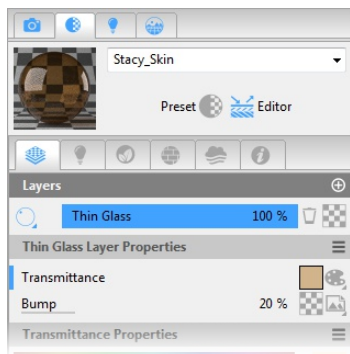 Stacy_Skin
Preset Editor
Layers
Thin Glass 100 %
Thin Glass Layer Properties
Transmittance
Bump 20 %
Transmittance Properties